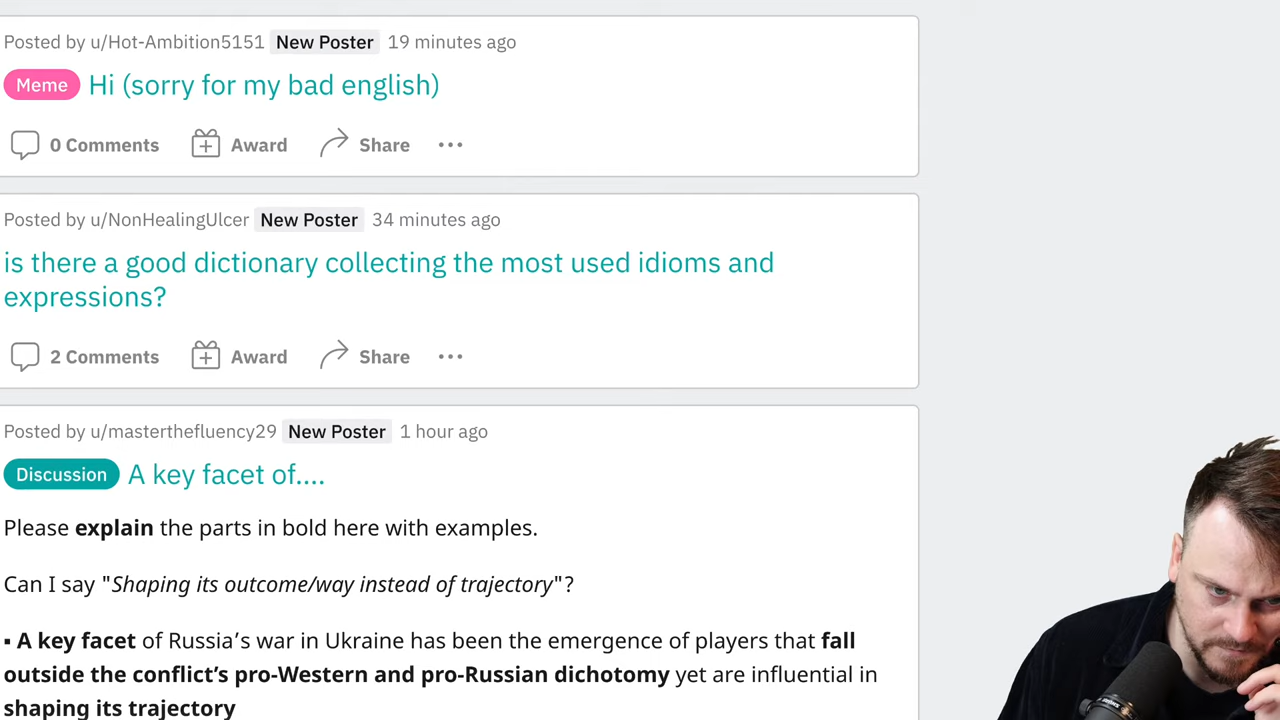 Posted by u/Hot-Ambition5151 New Poster 19 minutes ago
Meme Hi (sorry for my bad english)
0 Comments Award Share •••
Posted by u/NonHealingUlcer New Poster 34 minutes ago
is there a good dictionary collecting the most used idioms and
expressions?
2 Comments Award Share •••
Posted by u/masterthefluency29 New Poster 1 hour ago
Discussion A key facet of....
Please explain the parts in bold here with examples.
Can I say "Shaping its outcome/way instead of trajectory"?
▪ A key facet of Russia’s war in Ukraine has been the emergence of players that fall
outside the conflict’s pro-Western and pro-Russian dichotomy yet are influential in
shaping its trajectory